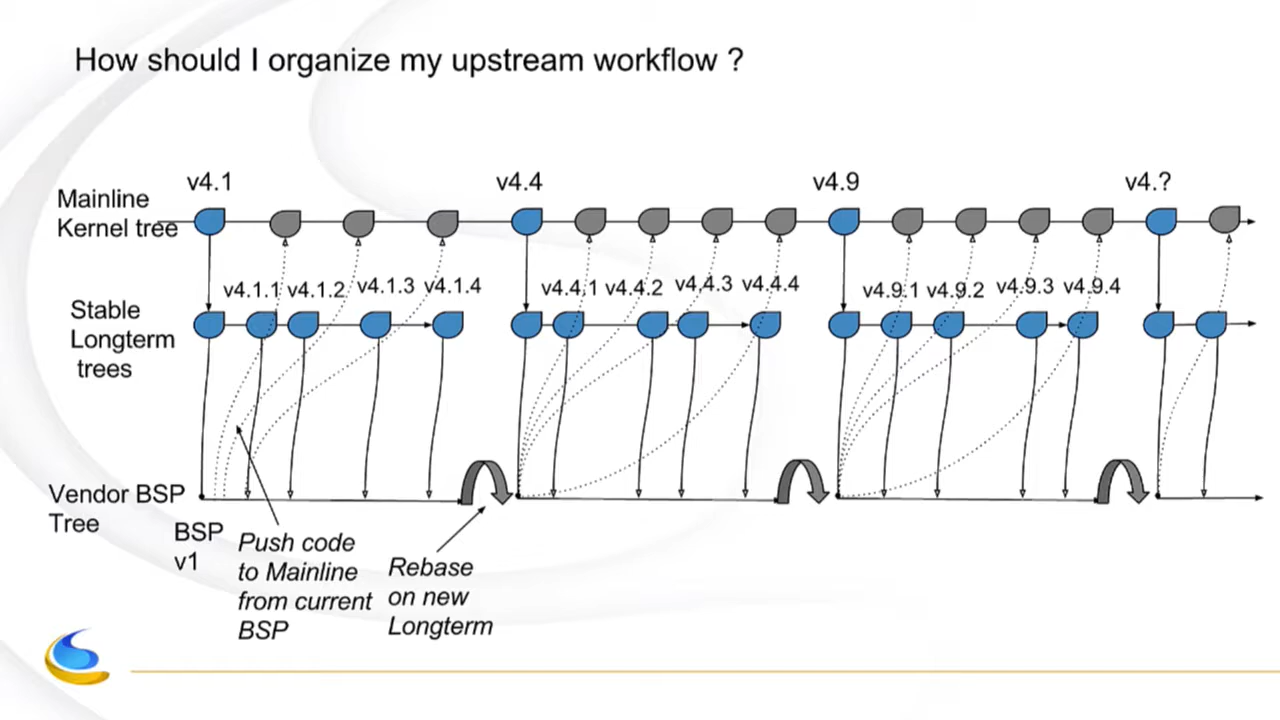 How should I organize my upstream workflow ?
v4.1
v4.4
v4.9
v4.?
Mainline
Kernel tree
v4.1.1
v4.1.2
v4.1.3
v4.1.4
v4.4.1
v4.4.2
v4.4.3
v4.4.4
v4.9.1
v4.9.2
v4.9.3
v4.9.4
Stable
Longterm
trees
Vendor BSP
Tree
BSP
v1
Push code
to Mainline
from current
BSP
Rebase
on new
Longterm